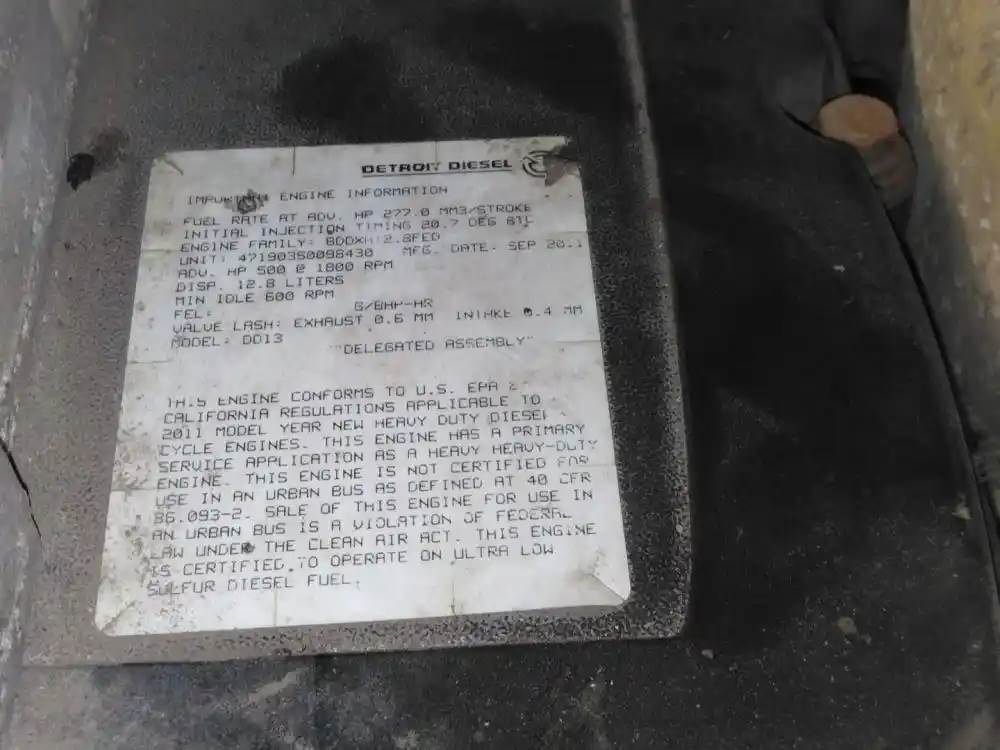 DETROIT DIESEL
IMPORTANT ENGINE INFORMATION
FUEL RATE AT ADV. HP 277.0 MM3/STROKE
INITIAL INJECTION TIMING 20.7 DEG BTC
ENGINE FAMILY:
UNIT: 47190350098430 MFG. DATE: SEP 20.1
ADV. HP 500 @ 1800 RPM
DISP. 12.8 LITERS
MIN IDLE 600 RPM
FEL: G/BHP-HR
VALVE LASH: EXHAUST 0.6 MM INTAKE 0.4 MM
MODEL: DD13
"DELEGATED ASSEMBLY"
THIS ENGINE CONFORMS TO U.S. EPA
CALIFORNIA REGULATIONS APPLICABLE TO
2011 MODEL YEAR NEW HEAVY DUTY DIESEL
CYCLE ENGINES. THIS ENGINE HAS A PRIMARY
SERVICE APPLICATION AS A HEAVY HEAVY-DUTY
ENGINE. THIS ENGINE IS NOT CERTIFIED FOR
USE IN AN URBAN BUS AS DEFINED AT 40 CFR
86.093-2. SALE OF THIS ENGINE FOR USE IN
AN URBAN BUS IS A VIOLATION OF FEDERAL
LAW UNDER THE CLEAN AIR ACT. THIS ENGINE
IS CERTIFIED TO OPERATE ON ULTRA LOW
SULFUR DIESEL FUEL.